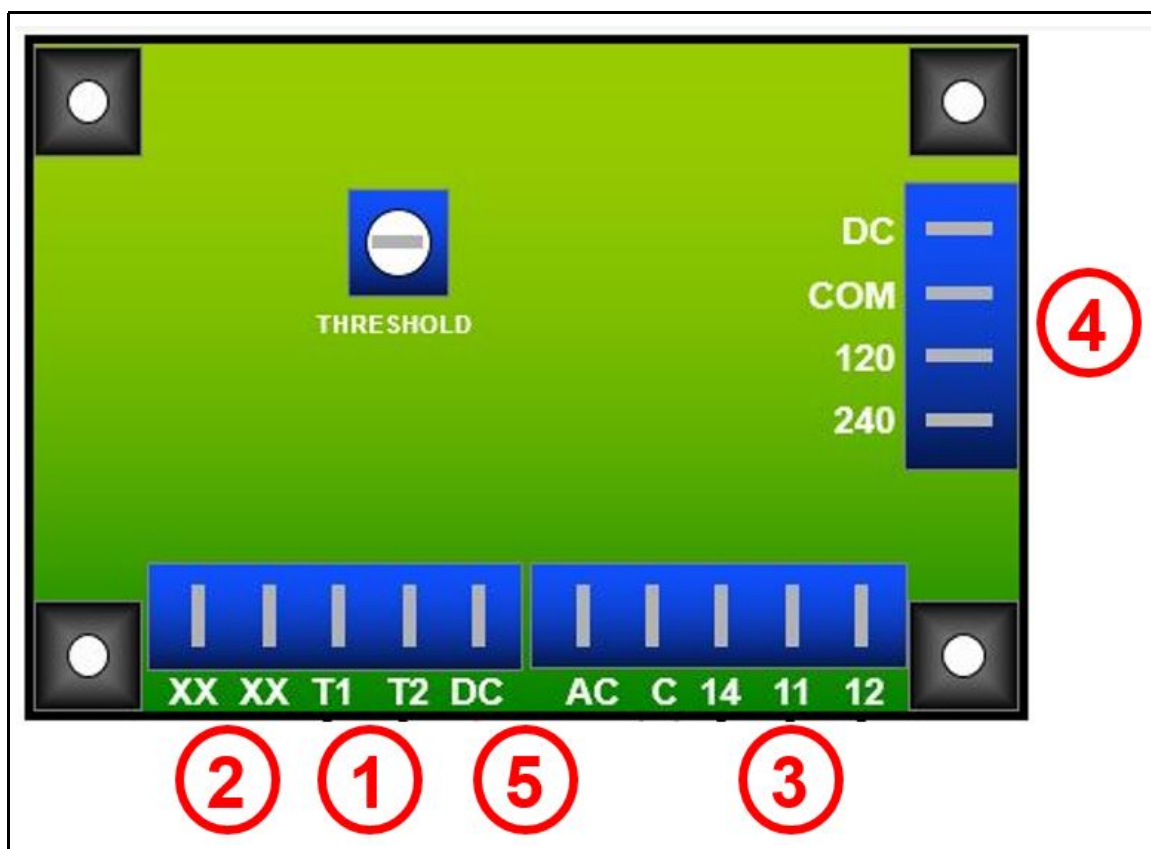 DC
COM
THRESHOLD
120
240
4
XX XX T1 T2 DC AC C 14 11 12
2 1 5 3